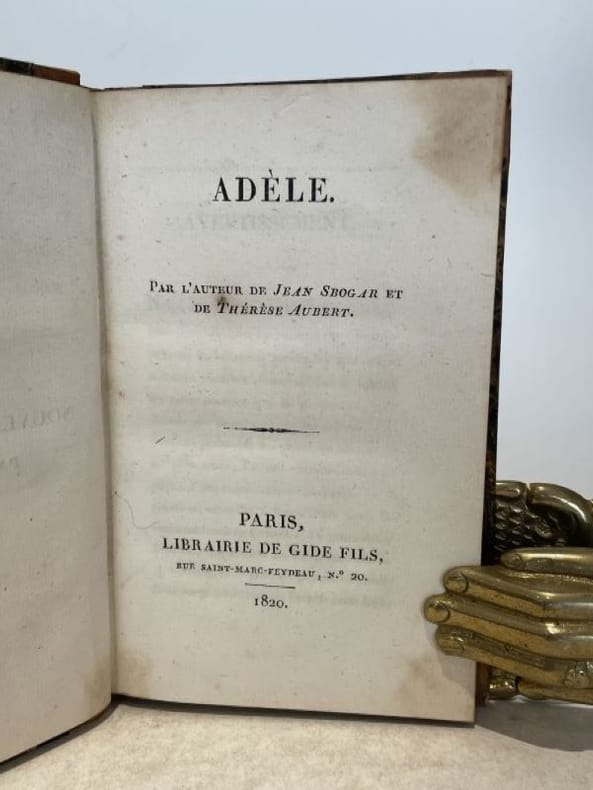 ADÈLE.
Par l'auteur de Jean Sbogar et
de Thérèse Aubert.
PARIS,
LIBRAIRIE DE GIDE FILS,
RUE SAINT-MARC-FEYDEAU, N.º 20.
1820.